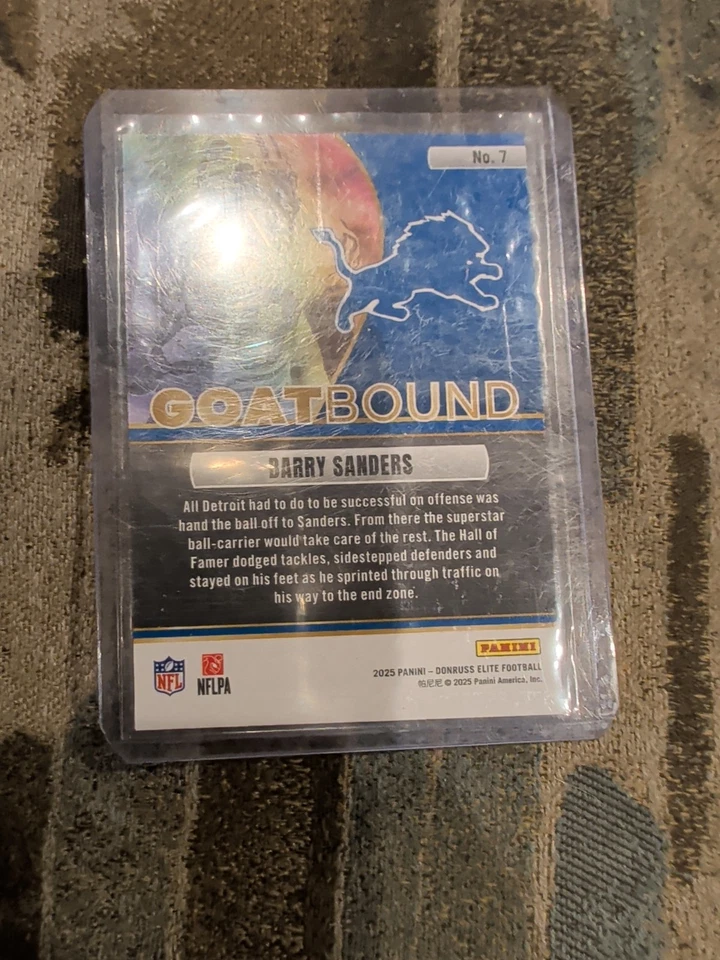 No. 7
GOATBOUND
BARRY SANDERS
All Detroit had to do to be successful on offense was
hand the ball off to Sanders. From there the superstar
ball-carrier would take care of the rest. The Hall of
Famer dodged tackles, sidestepped defenders and
stayed on his feet as he sprinted through traffic on
his way to the end zone.
PANINI
NFL
NFLPA
2025 PANINI – DONRUSS ELITE FOOTBALL
帕尼尼 © 2025 Panini America, Inc.